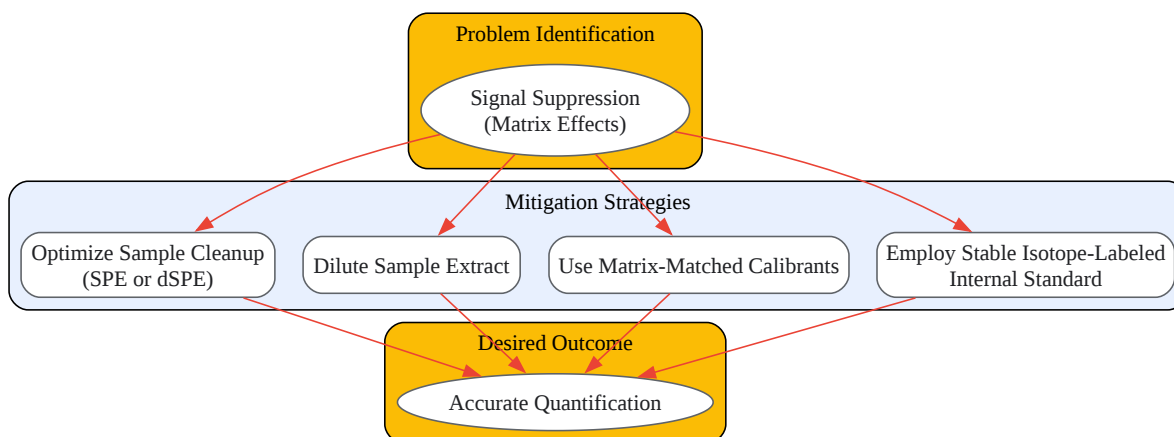 Problem Identification
Signal Suppression
(Matrix Effects)
Mitigation Strategies
Optimize Sample Cleanup
(SPE or dSPE)
Dilute Sample Extract
Use Matrix-Matched Calibrants
Employ Stable Isotope-Labeled
Internal Standard
Desired Outcome
Accurate Quantification